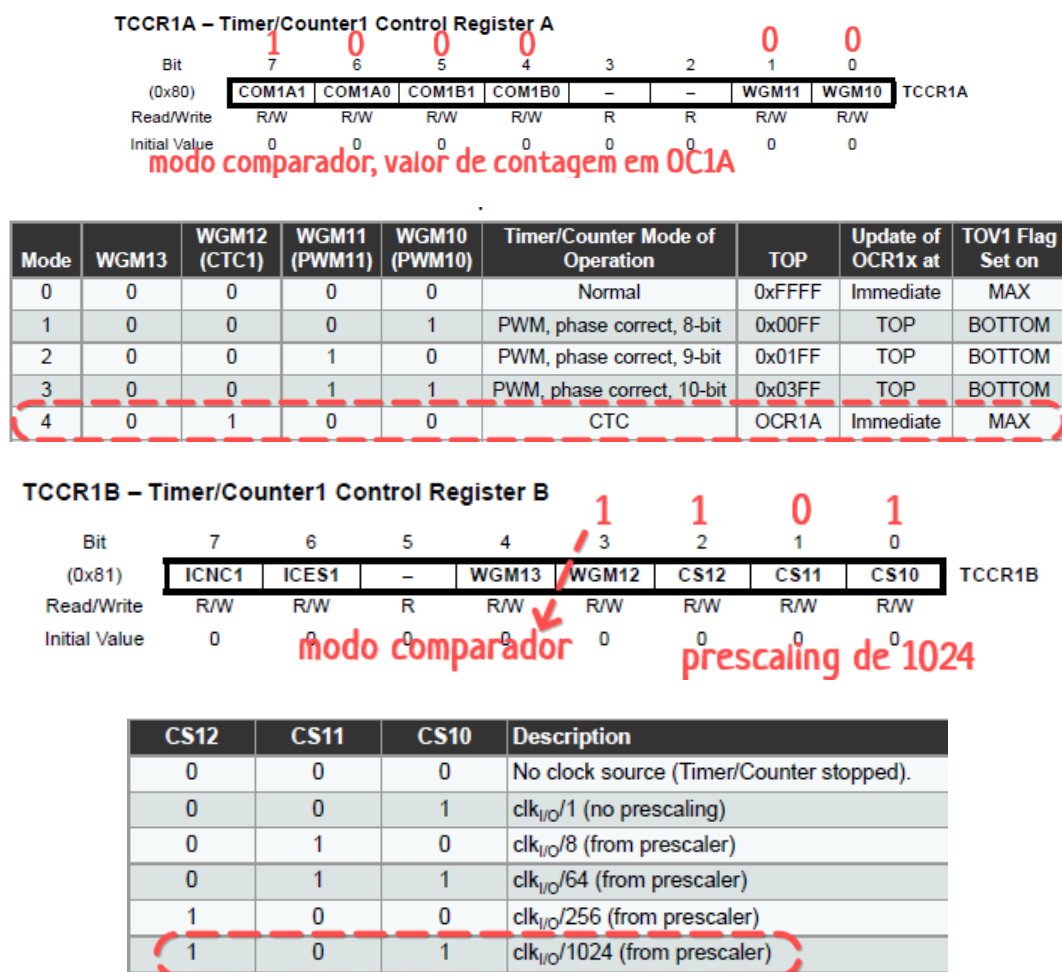 TCCR1A – Timer/Counter1 Control Register A
1 0 0 0 0 0
Bit 7 6 5 4 3 2 1 0
(0x80) COM1A1 COM1A0 COM1B1 COM1B0 – – WGM11 WGM10 TCCR1A
Read/Write R/W R/W R/W R/W R R R/W R/W
Initial Value 0 0 0 0 0 0 0 0
modo comparador, valor de contagem em OC1A
Mode WGM13 WGM12 (CTC1) WGM11 (PWM11) WGM10 (PWM10) Timer/Counter Mode of Operation TOP Update of OCR1x at TOV1 Flag Set on
0 0 0 0 0 Normal 0xFFFF Immediate MAX
1 0 0 0 1 PWM, phase correct, 8-bit 0x00FF TOP BOTTOM
2 0 0 1 0 PWM, phase correct, 9-bit 0x01FF TOP BOTTOM
3 0 0 1 1 PWM, phase correct, 10-bit 0x03FF TOP BOTTOM
4 0 1 0 0 CTC OCR1A Immediate MAX
TCCR1B – Timer/Counter1 Control Register B
1 1 0 1
Bit 7 6 5 4 3 2 1 0
(0x81) ICNC1 ICES1 – WGM13 WGM12 CS12 CS11 CS10 TCCR1B
Read/Write R/W R/W R R/W R/W R/W R/W R/W
Initial Value 0 0 0 0 0 0 0 0
modo comparador prescaling de 1024
CS12 CS11 CS10 Description
0 0 0 No clock source (Timer/Counter stopped).
0 0 1 clkI/O/1 (no prescaling)
0 1 0 clkI/O/8 (from prescaler)
0 1 1 clkI/O/64 (from prescaler)
1 0 0 clkI/O/256 (from prescaler)
1 0 1 clkI/O/1024 (from prescaler)